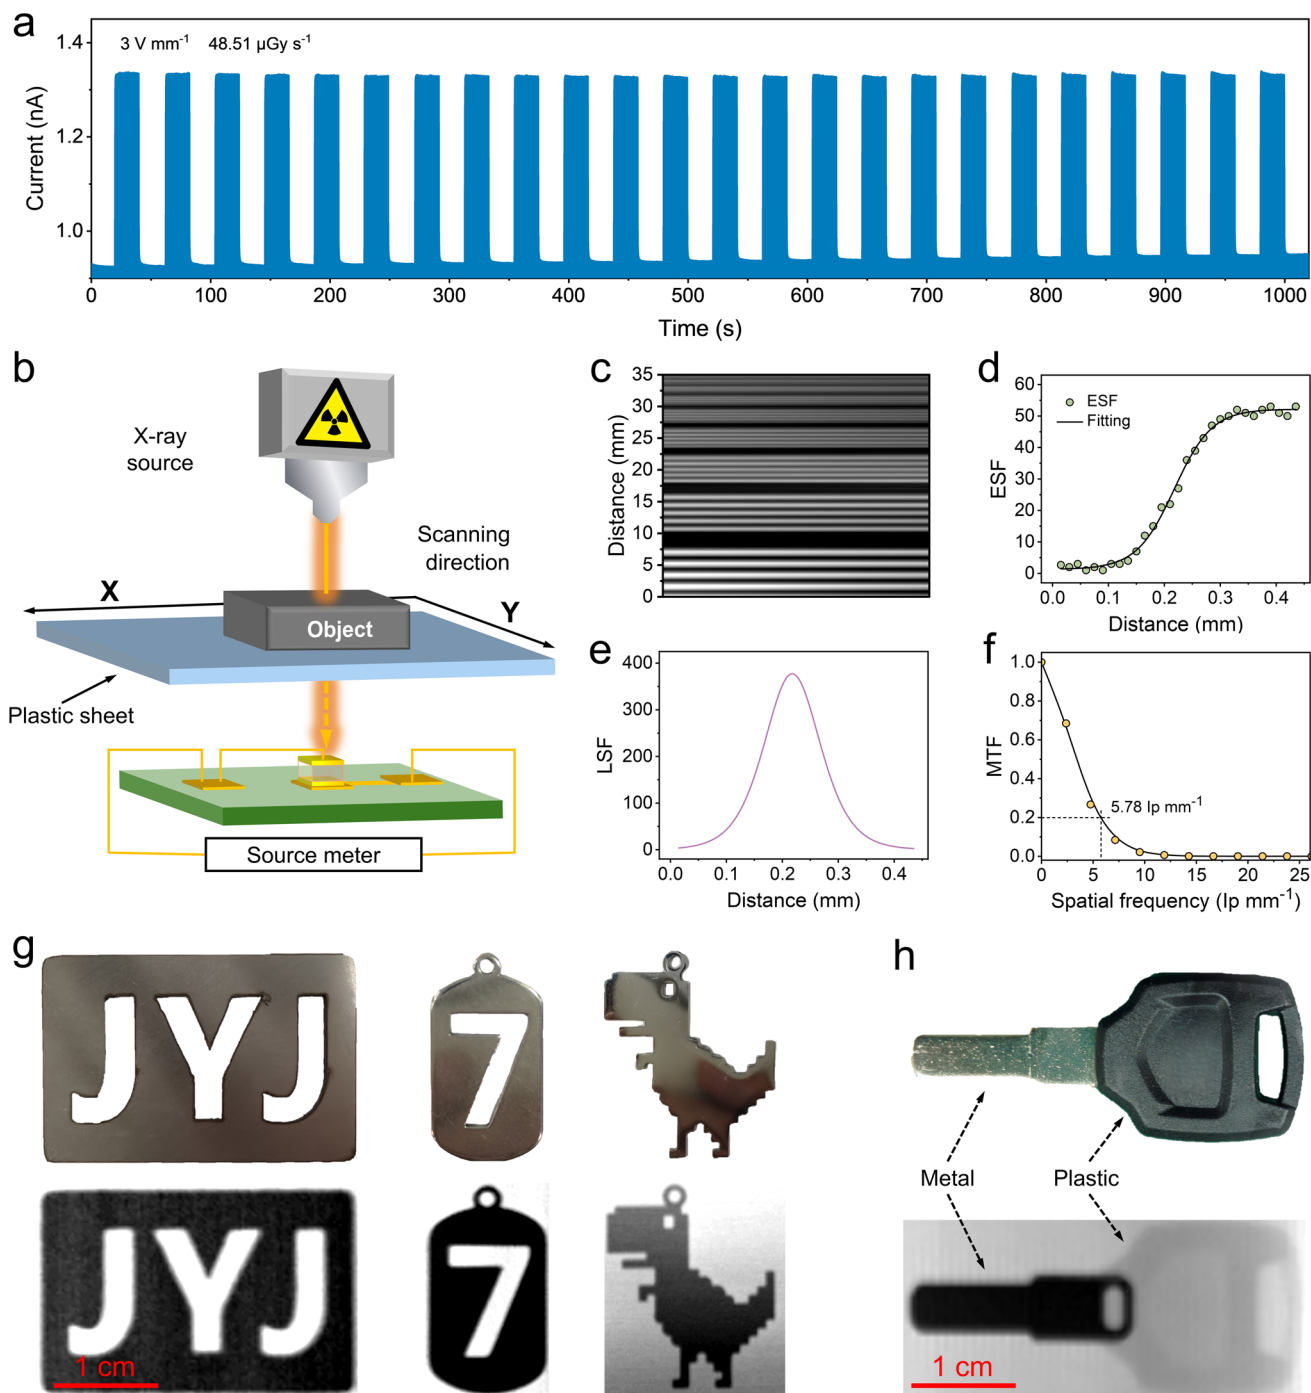 a
3 V mm⁻¹ 48.51 µGy s⁻¹
Current (nA)
1.4
1.2
1.0
0 100 200 300 400 500 600 700 800 900 1000
Time (s)
b
X-ray
source
Scanning
direction
X
Y
Object
Plastic sheet
Source meter
c
Distance (mm)
35
30
25
20
15
10
5
0
d
ESF
60
50
40
30
20
10
0
ESF
Fitting
0.0 0.1 0.2 0.3 0.4
Distance (mm)
e
LSF
400
300
200
100
0
0.0 0.1 0.2 0.3 0.4
Distance (mm)
f
MTF
1.0
0.8
0.6
0.4
0.2
0.0
5.78 lp mm⁻¹
0 5 10 15 20 25
Spatial frequency (lp mm⁻¹)
g
JYJ
7
JYJ
7
1 cm
h
Metal
Plastic
1 cm